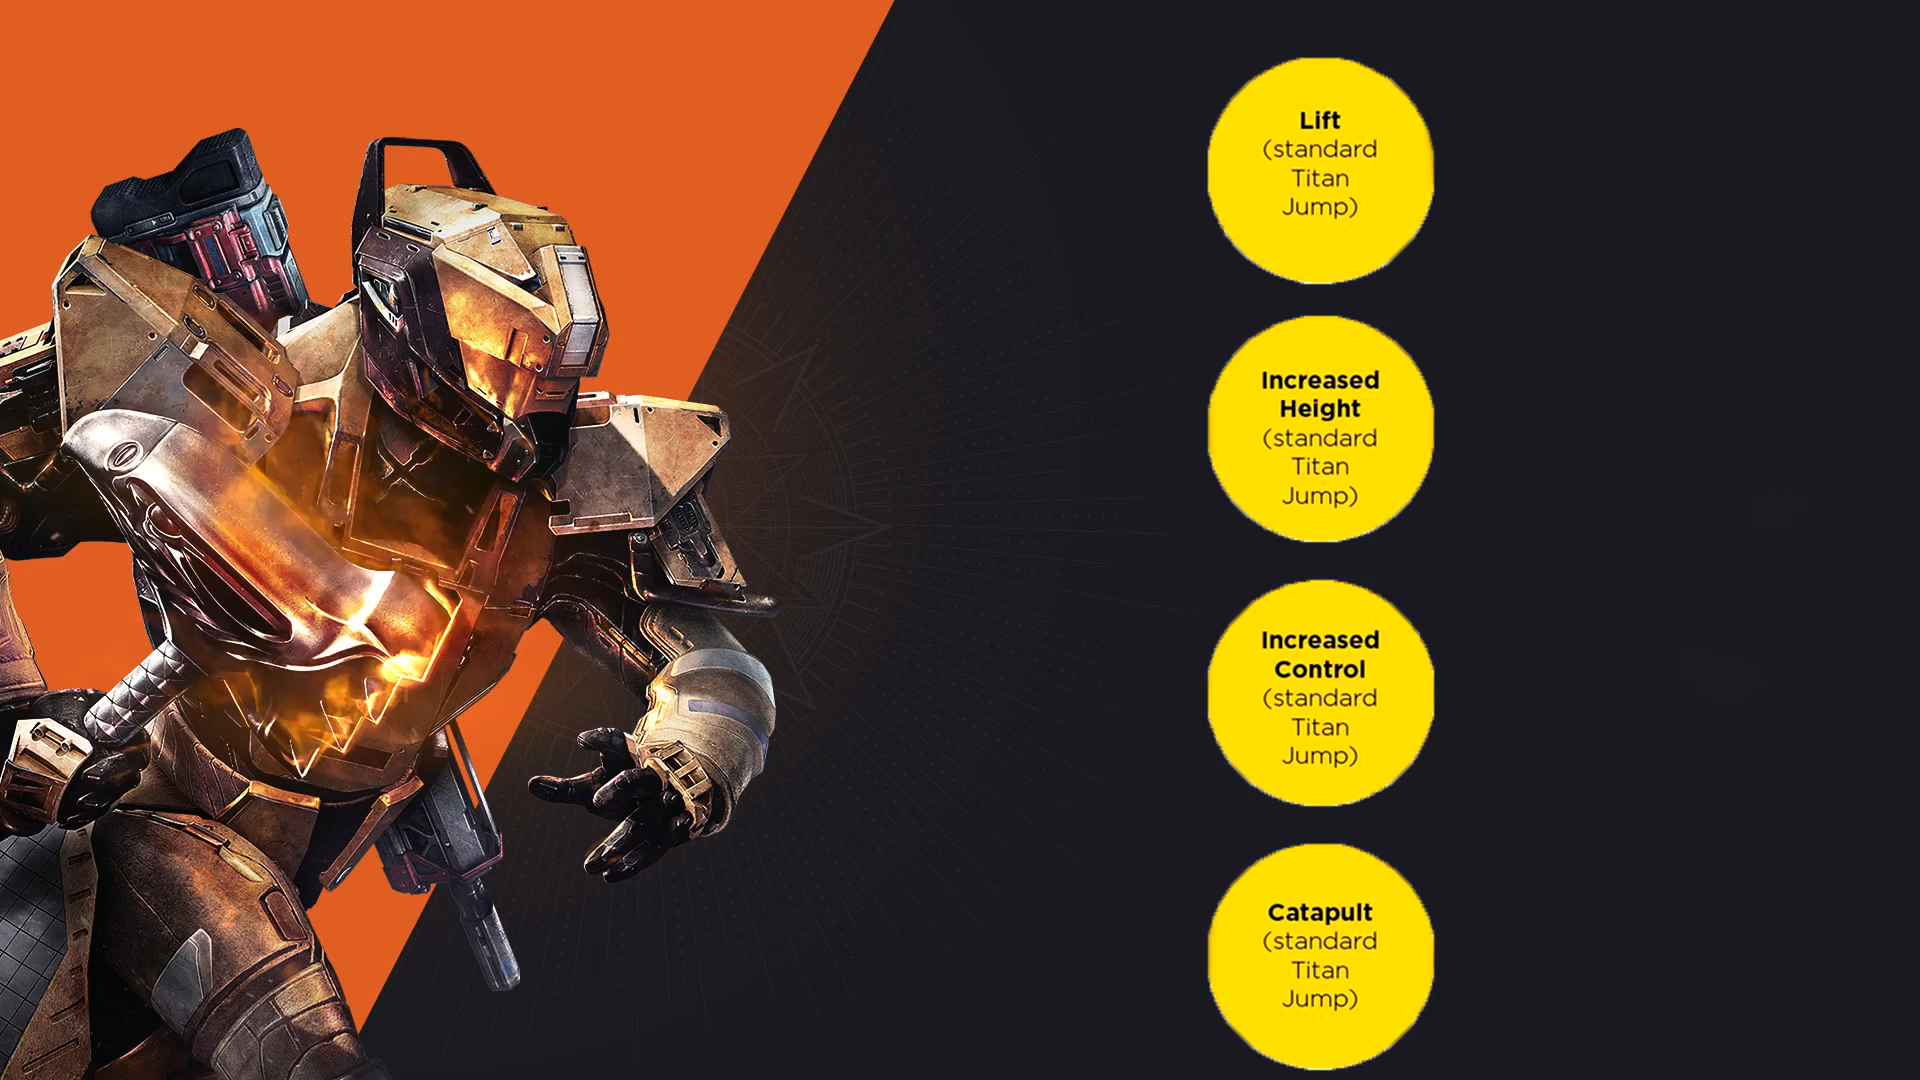 Lift
(standard
Titan
Jump)
Increased
Height
(standard
Titan
Jump)
Increased
Control
(standard
Titan
Jump)
Catapult
(standard
Titan
Jump)